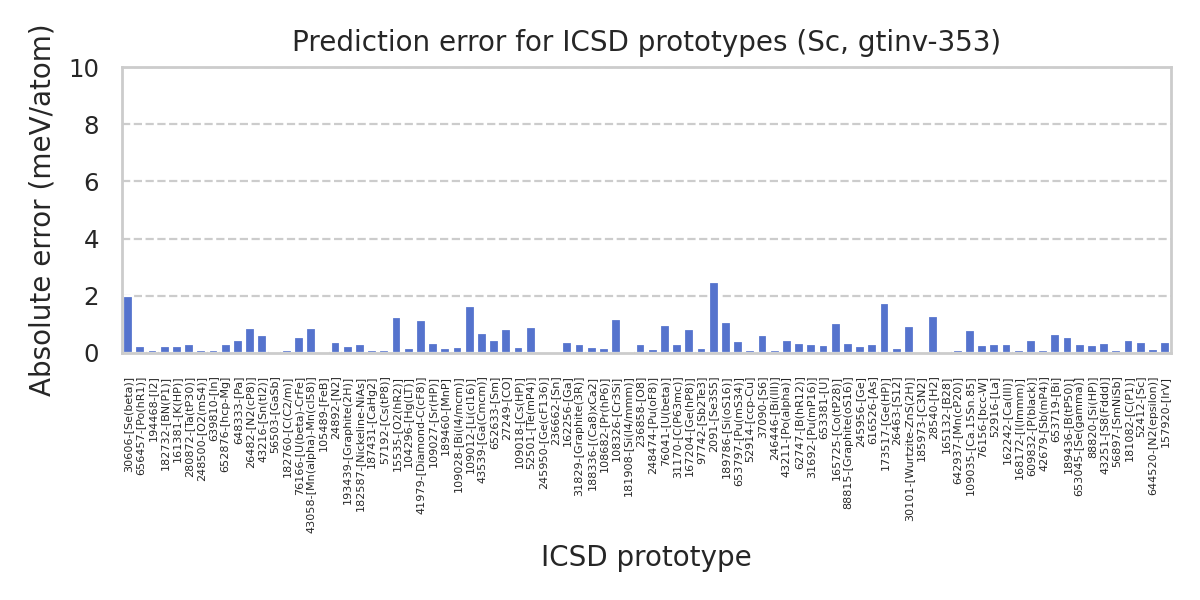 Prediction error for ICSD prototypes (Sc, gtinv-353)
Absolute error (meV/atom)
10
8
6
4
2
0
30606-[Se(beta)]
656457-[Po(hR1)]
194468-[I2]
182732-[BN(P1)]
161381-[K(HP)]
280872-[Ta(tP30)]
248500-[O2(mS4)]
639810-[In]
652876-[hcp-Mg]
648333-[Pa]
26482-[N2(cP8)]
43216-[Sn(tI2)]
56503-[GaSb]
182760-[C(C2/m)]
76166-[U(beta)-CrFe]
43058-[Mn(alpha)-Mn(cI58)]
105489-[FeB]
24892-[N2]
193439-[Graphite(2H)]
182587-[Nickeline-NiAs]
187431-[CaHg2]
57192-[Cs(tP8)]
15535-[O2(hR2)]
104296-[Hg(LT)]
41979-[Diamond-C(cF8)]
109027-[Sr(HP)]
189460-[MnP]
109028-[Bi(I4/mcm)]
109012-[Li(cI16)]
43539-[Ga(Cmcm)]
652633-[Sm]
27249-[CO]
109018-[Cs(HP)]
52501-[Te(mP4)]
245950-[Ge(cF136)]
236662-[Sn]
162256-[Ga]
31829-[Graphite(3R)]
188336-[(Ca8)xCa2]
108682-[Pr(hP6)]
108326-[Cr3Si]
181908-[Si(I4/mmm)]
236858-[O8]
248474-[Pu(oF8)]
76041-[U(beta)]
31170-[C(P63mc)]
167204-[Ge(hP8)]
97742-[Sb2Te3]
2091-[Se3S5]
189786-[Si(oS16)]
653797-[Pu(mS34)]
52914-[ccp-Cu]
37090-[S6]
246446-[Bi(III)]
43211-[Po(alpha)]
62747-[B(hR12)]
31692-[Pu(mP16)]
653381-[U]
165725-[Co(tP28)]
88815-[Graphite(oS16)]
245956-[Ge]
616526-[As]
173517-[Ge(HP)]
26463-[S12]
30101-[Wurtzite-ZnS(2H)]
185973-[C3N2]
28540-[H2]
165132-[B28]
642937-[Mn(cP20)]
109035-[Ca.15Sn.85]
76156-[bcc-W]
52916-[La]
162242-[Ca(III)]
168172-[I(Immm)]
609832-[P(black)]
42679-[Sb(mP4)]
653719-[Bi]
189436-[B(tP50)]
653045-[Se(gamma)]
88820-[Si(HP)]
43251-[S8(Fddd)]
56897-[SmNiSb]
181082-[C(P1)]
52412-[Sc]
644520-[N2(epsilon)]
157920-[IrV]
ICSD prototype